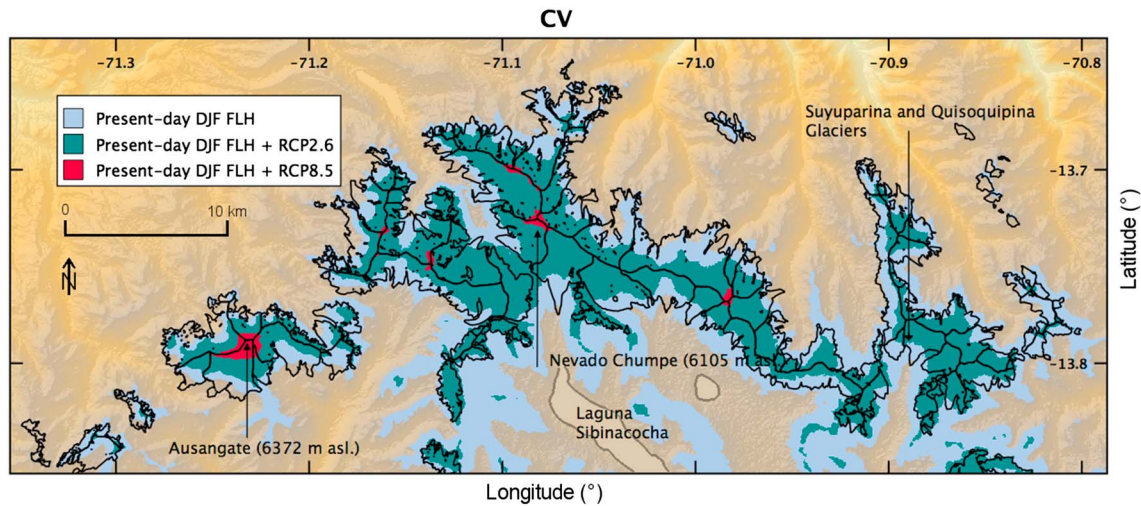 CV
-71.3
-71.2
-71.1
-71.0
-70.9
-70.8
Present-day DJF FLH
Present-day DJF FLH + RCP2.6
Present-day DJF FLH + RCP8.5
Suyuparina and Quisoquipina
Glaciers
-13.7
0
10 km
N
Latitude (°)
Nevado Chumpe (6105 m asl.)
-13.8
Laguna
Sibinacocha
Ausangate (6372 m asl.)
Longitude (°)